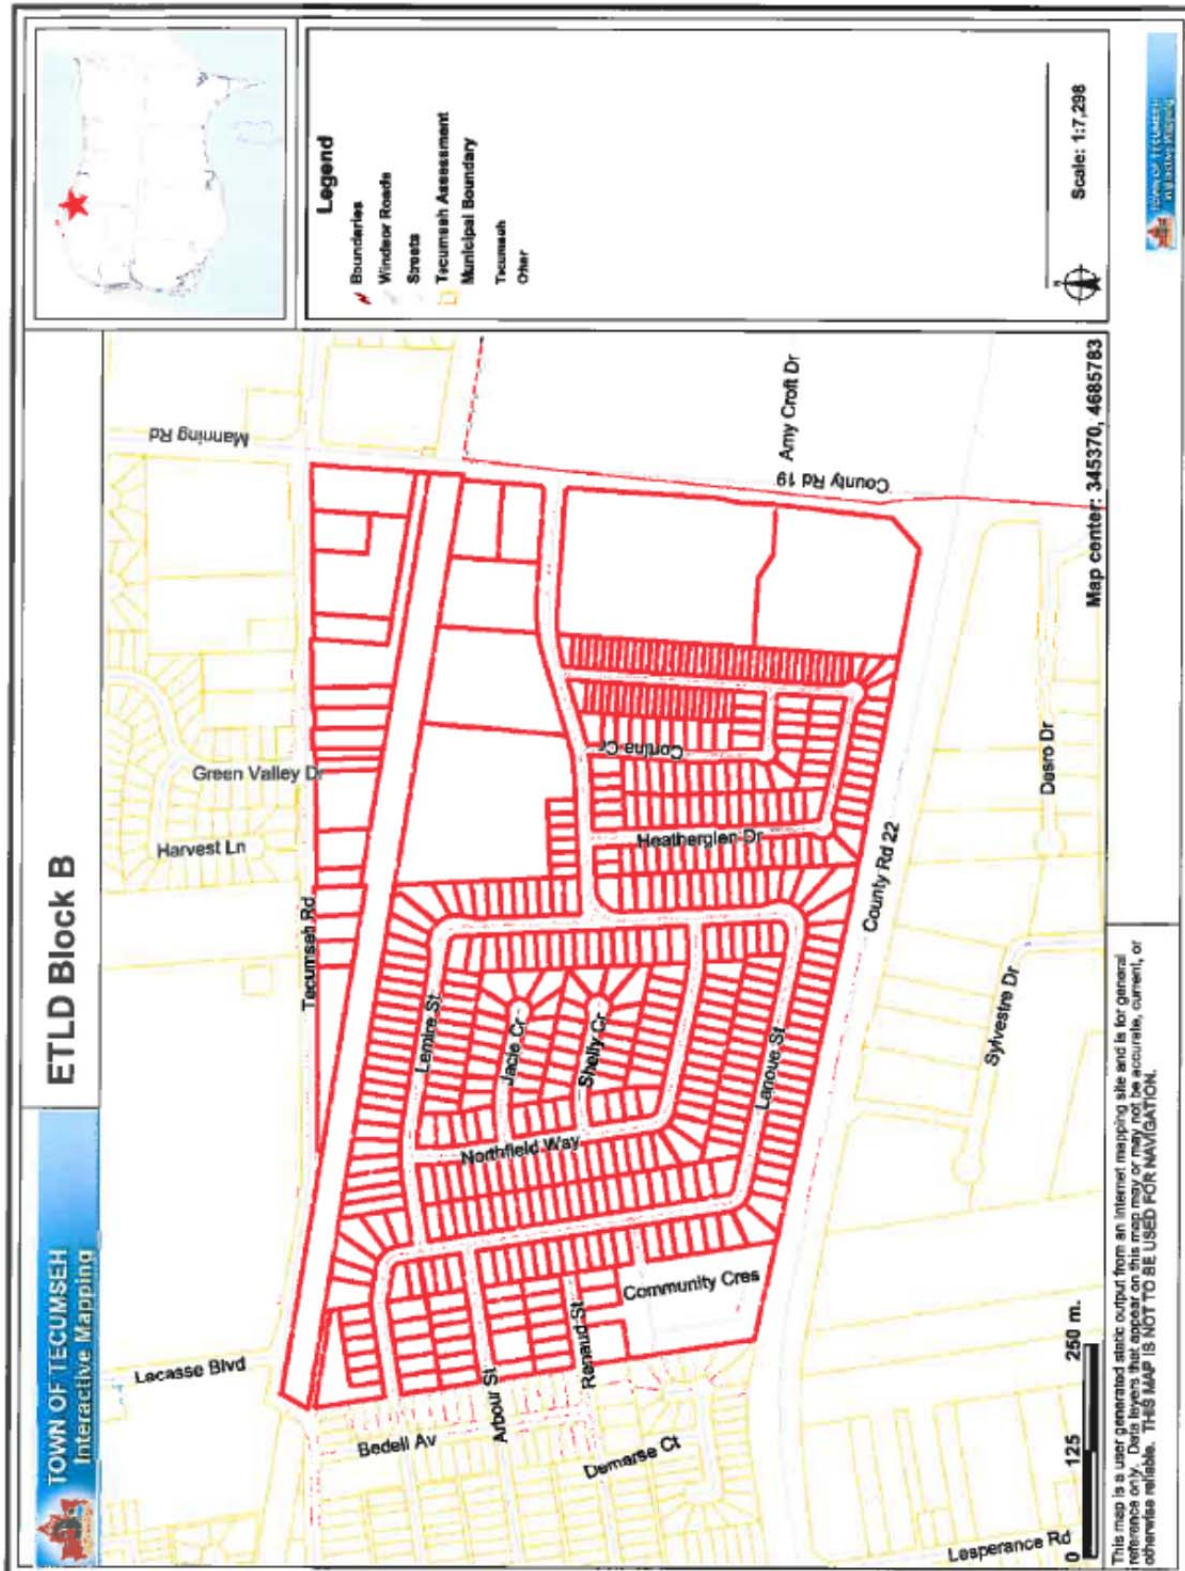 TOWN OF TECUMSEH
Interactive Mapping
ETLD Block B
Legend
Boundaries
Windsor Roads
Streets
Tecumseh Assessment
Municipal Boundary
Tecumseh
Other
Scale: 1:7,298
TOWN OF TECUMSEH
Interactive Mapping
Manning Rd
Green Valley Dr
Harvest Ln
Tecumseh Rd
Lacasse Blvd
Amy Croft Dr
County Rd 19
Cortina Cr
Heatherglen Cr
Lemire St
Jacie Cr
Shelly Cr
Northfield Way
Lanoue St
County Rd 22
Desro Dr
Sylvestre Dr
Community Cres
Renaud St
Arbour St
Bedell Av
Demarse Ct
Lesperance Rd
0 125 250 m.
Map center: 345370, 4685783
This map is a user generated static output from an Internet mapping site and is for general
reference only. Data layers that appear on this map may or may not be accurate, current, or
otherwise reliable. THIS MAP IS NOT TO BE USED FOR NAVIGATION.